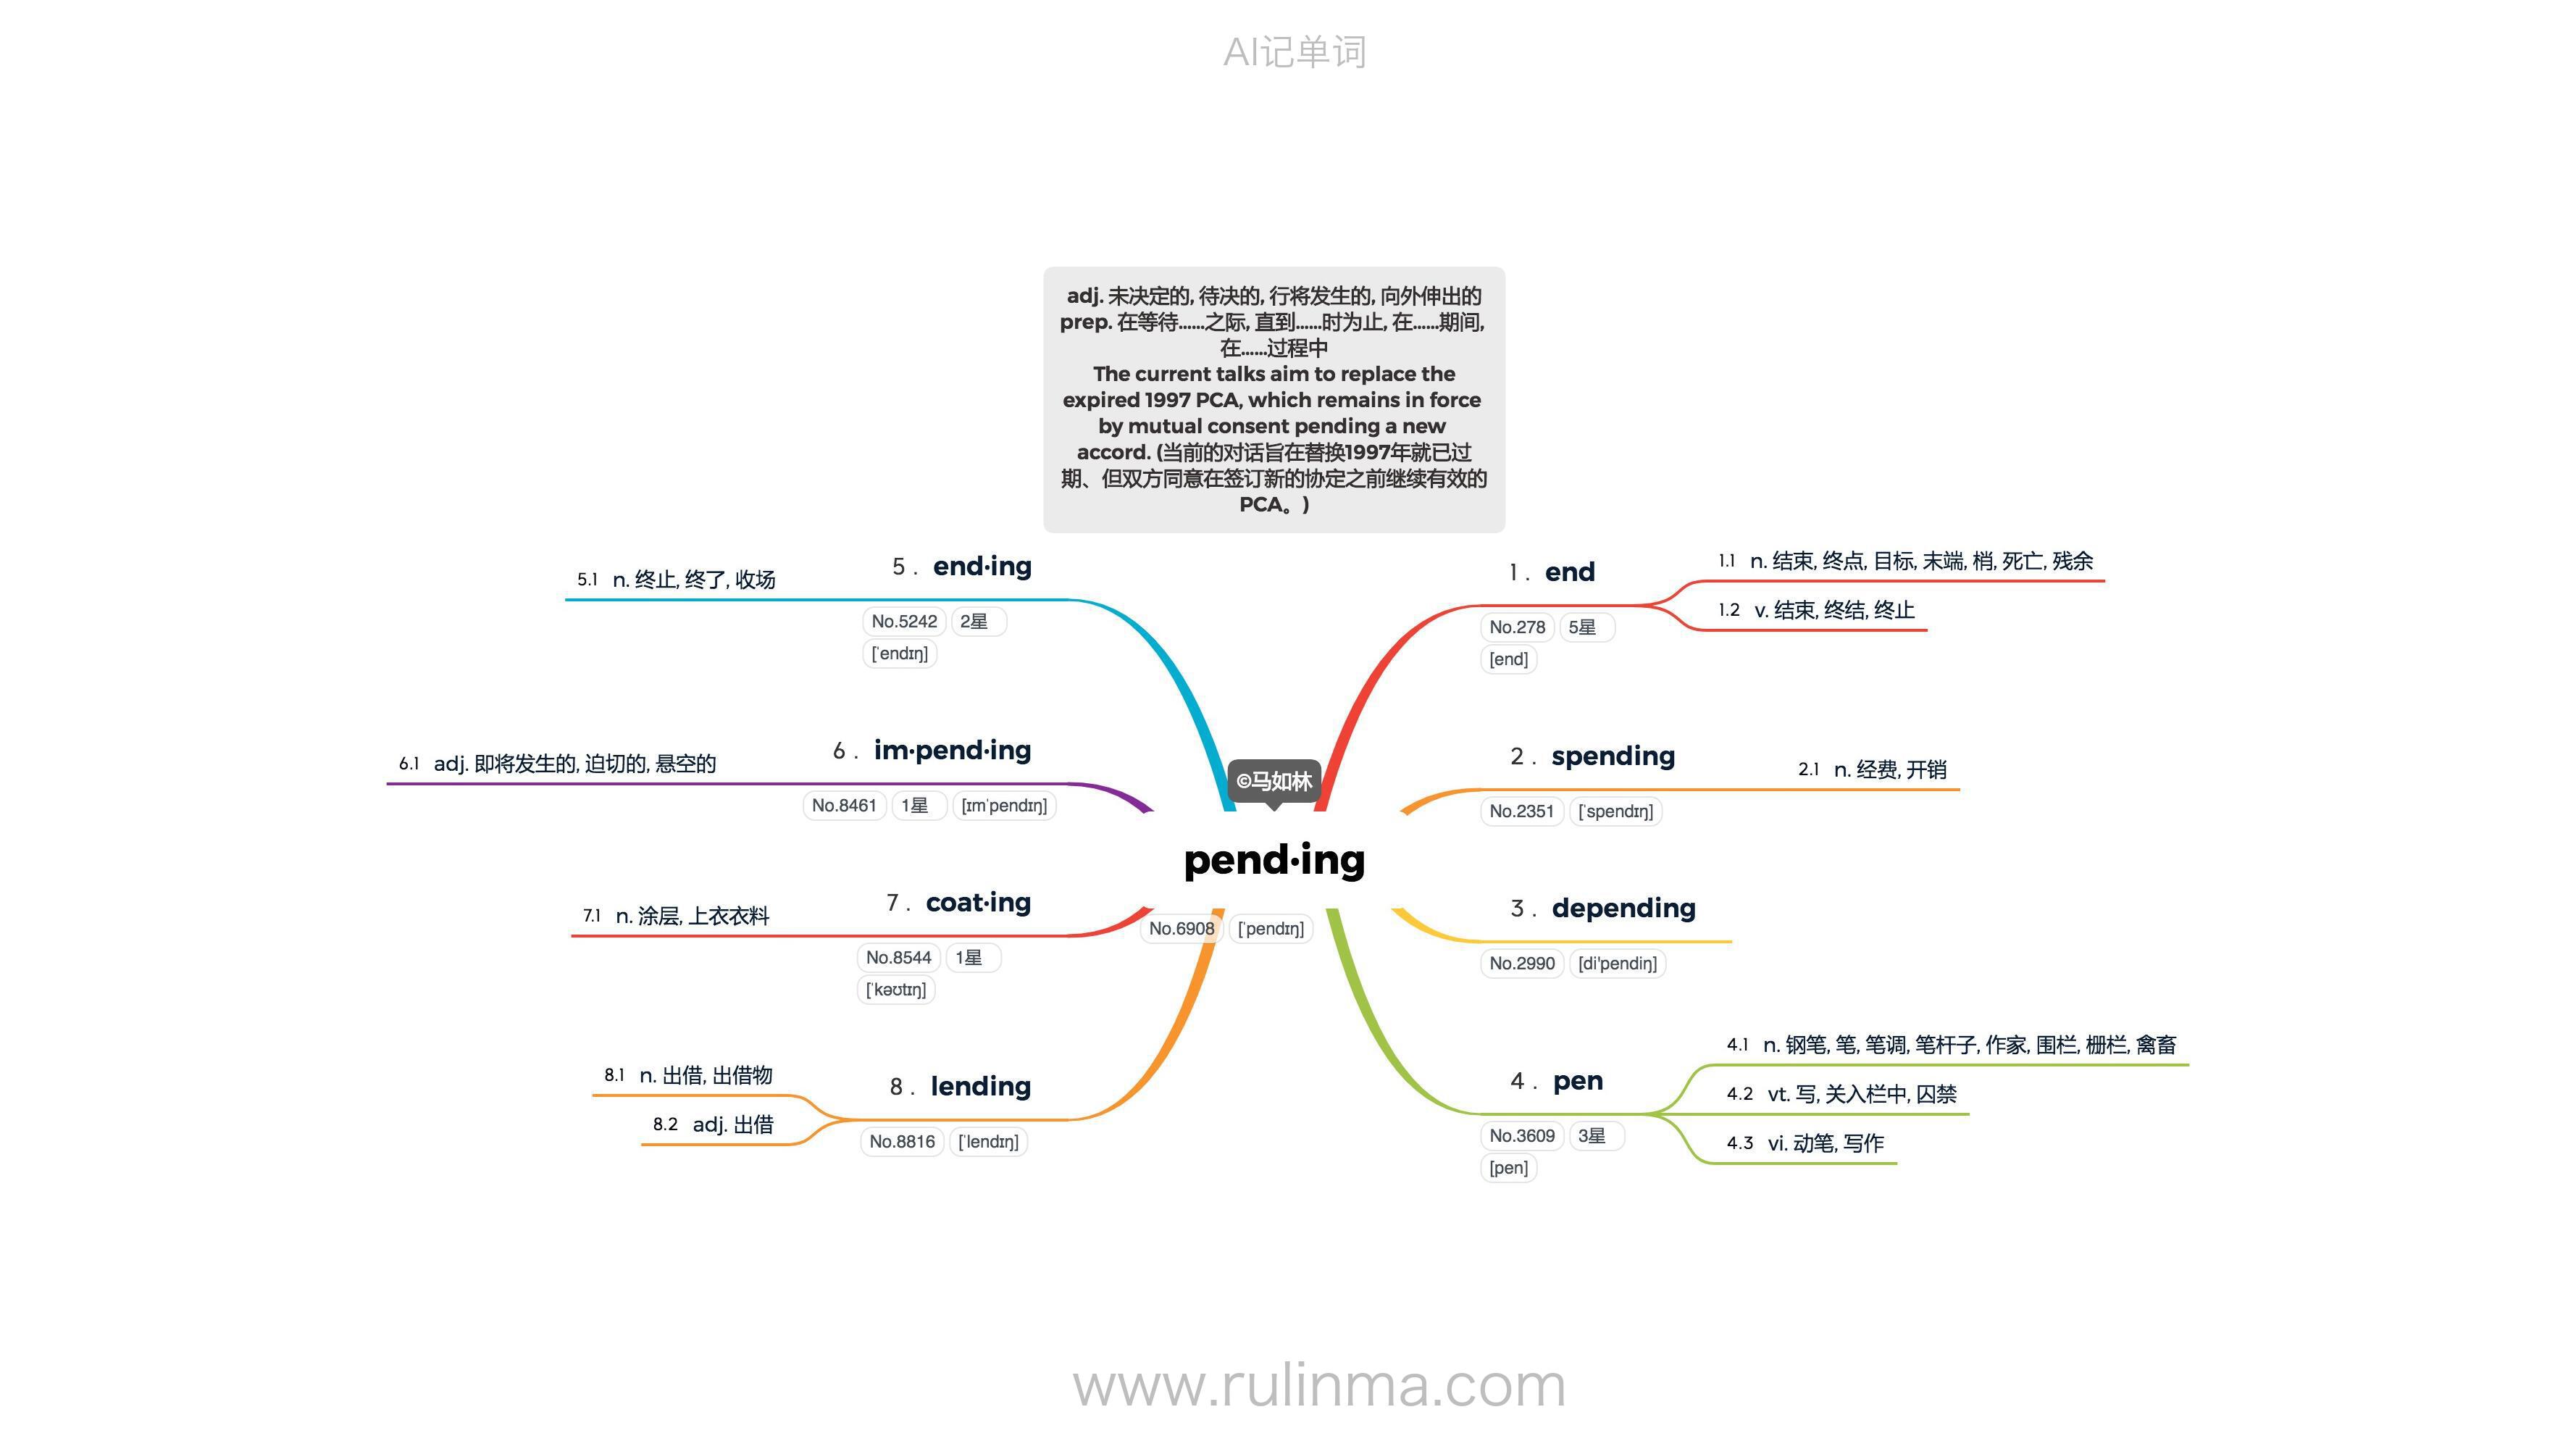 AI记单词
adj. 未决定的, 待决的, 行将发生的, 向外伸出的
prep. 在等待……之际, 直到……时为止, 在……期间,
在……过程中
The current talks aim to replace the
expired 1997 PCA, which remains in force
by mutual consent pending a new
accord. (当前的对话旨在替换1997年就已过
期、但双方同意在签订新的协定之前继续有效的
PCA。)
©马如林
pend·ing
No.6908 [ˈpendɪŋ]
1 . end
No.278 5星
[end]
1.1 n. 结束, 终点, 目标, 末端, 梢, 死亡, 残余
1.2 v. 结束, 终结, 终止
2 . spending
No.2351 [ˈspendɪŋ]
2.1 n. 经费, 开销
3 . depending
No.2990 [di'pendiŋ]
4 . pen
No.3609 3星
[pen]
4.1 n. 钢笔, 笔, 笔调, 笔杆子, 作家, 围栏, 栅栏, 禽畜
4.2 vt. 写, 关入栏中, 囚禁
4.3 vi. 动笔, 写作
5 . end·ing
No.5242 2星
[ˈendɪŋ]
5.1 n. 终止, 终了, 收场
6 . im·pend·ing
No.8461 1星 [ɪmˈpendɪŋ]
6.1 adj. 即将发生的, 迫切的, 悬空的
7 . coat·ing
No.8544 1星
[ˈkəʊtɪŋ]
7.1 n. 涂层, 上衣衣料
8 . lending
No.8816 [ˈlendɪŋ]
8.1 n. 出借, 出借物
8.2 adj. 出借
www.rulinma.com